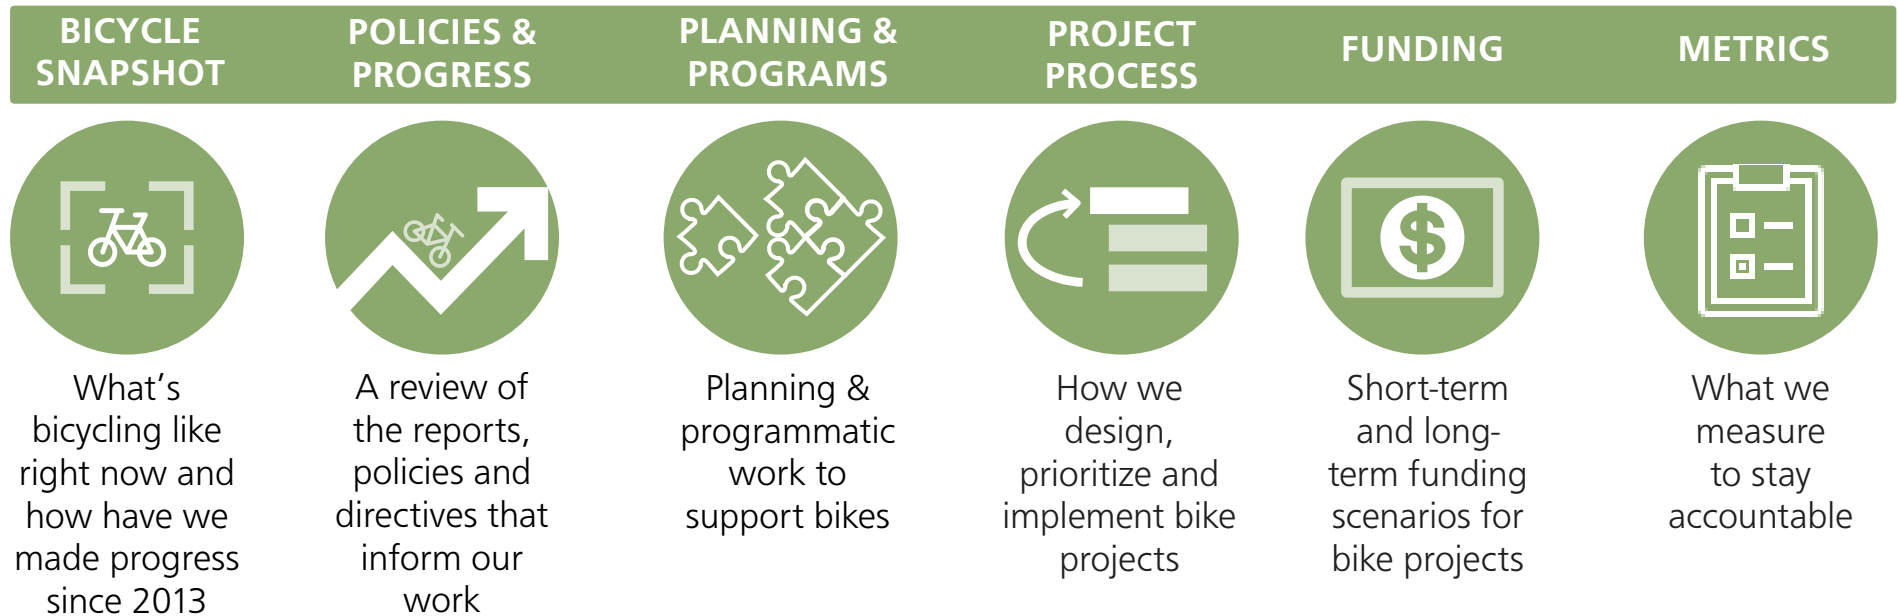 BICYCLE
SNAPSHOT
POLICIES &
PROGRESS
PLANNING &
PROGRAMS
PROJECT
PROCESS
FUNDING
METRICS
$
What's
bicycling like
right now and
how have we
made progress
since 2013
A review of
the reports,
policies and
directives that
inform our
work
Planning &
programmatic
work to
support bikes
How we
design,
prioritize and
implement bike
projects
Short-term
and long-
term funding
scenarios for
bike projects
What we
measure
to stay
accountable